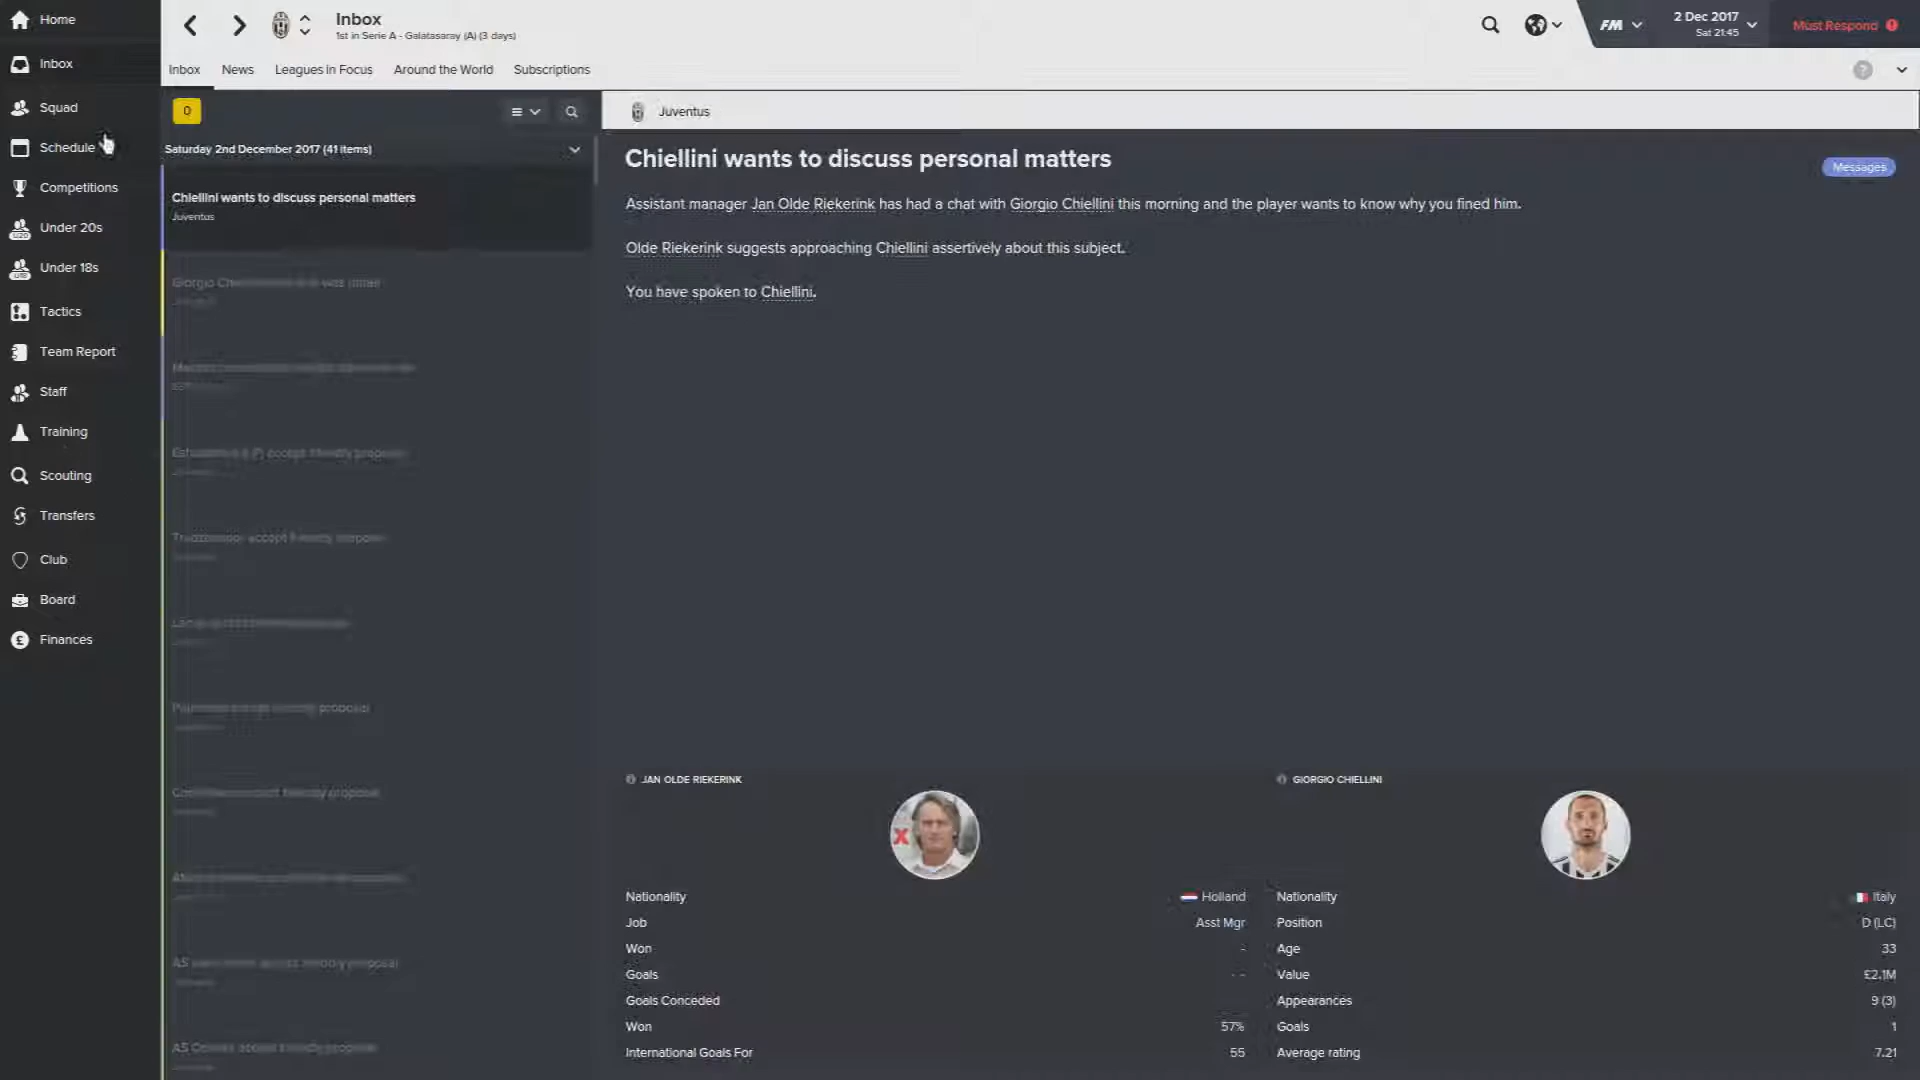 Home
Inbox
Squad
Schedule
Competitions
Under 20s
Under 18s
Tactics
Team Report
Staff
Training
Scouting
Transfers
Club
Board
Finances
Inbox
1st in Serie A - Galatasaray (A) (3 days)
FM
2 Dec 2017
Sat 21:45
Must Respond
Inbox News Leagues in Focus Around the World Subscriptions
0
Saturday 2nd December 2017 (41 items)
Chiellini wants to discuss personal matters
Juventus
Juventus
Chiellini wants to discuss personal matters
Messages
Assistant manager Jan Olde Riekerink has had a chat with Giorgio Chiellini this morning and the player wants to know why you fined him.
Olde Riekerink suggests approaching Chiellini assertively about this subject.
You have spoken to Chiellini.
JAN OLDE RIEKERINK
Nationality Holland
Job Asst Mgr
Won -
Goals - -
Goals Conceded
Won 57%
International Goals For 55
GIORGIO CHIELLINI
Nationality Italy
Position D (LC)
Age 33
Value £2.1M
Appearances 9 (3)
Goals 1
Average rating 7.21